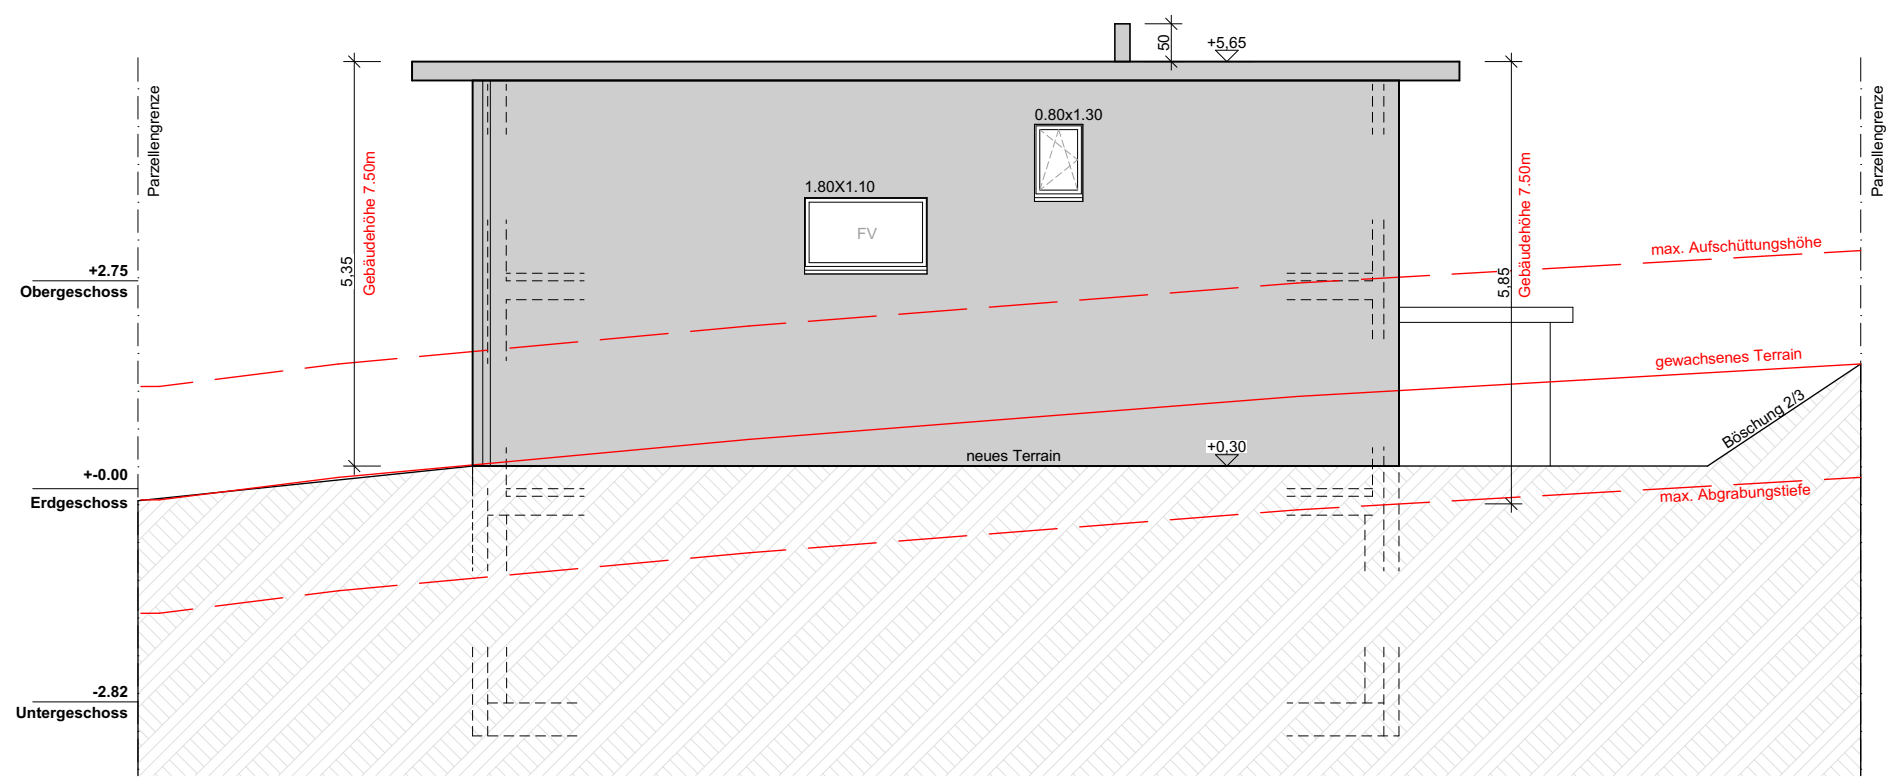 50
+5,65
Parzellengrenze
Parzellengrenze
0.80x1.30
Gebäudehöhe 7.50m
5,35
1.80X1.10
FV
Gebäudehöhe 7.50m
5,85
max. Aufschüttungshöhe
+2.75
Obergeschoss
gewachsenes Terrain
Böschung 2/3
+0,30
neues Terrain
+-0.00
Erdgeschoss
max. Abgrabungstiefe
-2.82
Untergeschoss